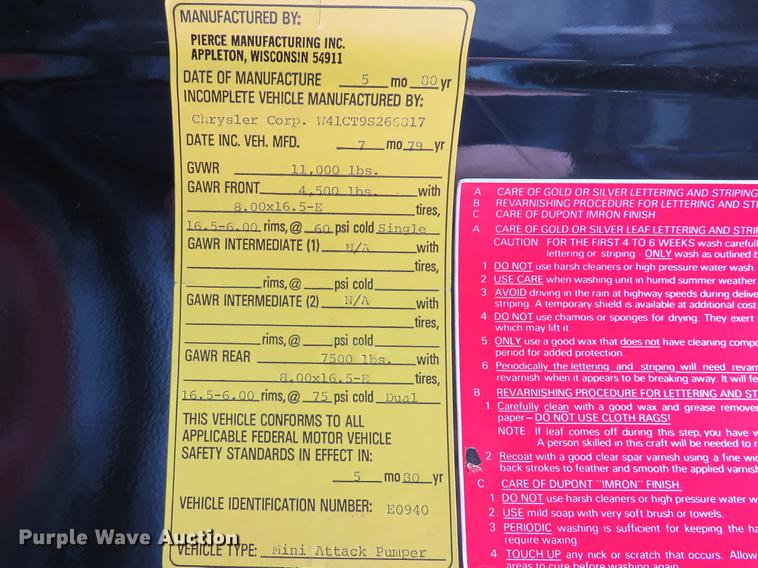 MANUFACTURED BY:
PIERCE MANUFACTURING INC.
APPLETON, WISCONSIN 54911
DATE OF MANUFACTURE 5 mo 80 yr
INCOMPLETE VEHICLE MANUFACTURED BY:
Chrysler Corp. W41CT9S266817
DATE INC. VEH. MFD. 7 mo 79 yr
GVWR 11,000 lbs.
GAWR FRONT 4,500 lbs. with
8.00x16.5-E tires,
16.5-6.00 rims,@ 60 psi cold Single
GAWR INTERMEDIATE (1) N/A with
tires,
rims,@ psi cold
GAWR INTERMEDIATE (2) N/A with
tires,
rims,@ psi cold
GAWR REAR 7500 lbs. with
8.00x16.5-E tires,
16.5-6.00 rims,@ 75 psi cold Dual
THIS VEHICLE CONFORMS TO ALL
APPLICABLE FEDERAL MOTOR VEHICLE
SAFETY STANDARDS IN EFFECT IN:
5 mo 80 yr
VEHICLE IDENTIFICATION NUMBER: E0940
VEHICLE TYPE: Mini Attack Pumper
A CARE OF GOLD OR SILVER LETTERING AND STRIPING
B REVARNISHING PROCEDURE FOR LETTERING AND
C CARE OF DUPONT IMRON FINISH
A CARE OF GOLD OR SILVER LEAF LETTERING AND
CAUTION FOR THE FIRST 4 TO 6 WEEKS wash
lettering or striping - ONLY wash as outlined
1. DO NOT use harsh cleaners or high pressure water wash.
2. USE CARE when washing unit in humid summer weather.
3. AVOID driving in the rain at highway speeds during
striping. A temporary shield is available at additional cost.
4. DO NOT use chamois or sponges for drying. They exert
which may lift it.
5. ONLY use a good wax that does not have cleaning
period for added protection.
6. Periodically the lettering and striping will need
revarnish when it appears to be breaking away. It will
B. REVARNISHING PROCEDURE FOR LETTERING AND
1. Carefully clean with a good wax and grease
paper - DO NOT USE CLOTH RAGS!
NOTE: If leaf comes off during this step, you have
A person skilled in this craft will be needed to
2. Recoat with a good clear spar varnish using a fine
back strokes to feather and smooth the applied
C. CARE OF DUPONT "IMRON" FINISH
1. DO NOT use harsh cleaners or high pressure water
2. USE mild soap with very soft brush or towels.
3. PERIODIC washing is sufficient for keeping the
require waxing.
4. TOUCH UP any nick or scratch that occurs. Allow
areas to cure before washing again.
Purple Wave Auction